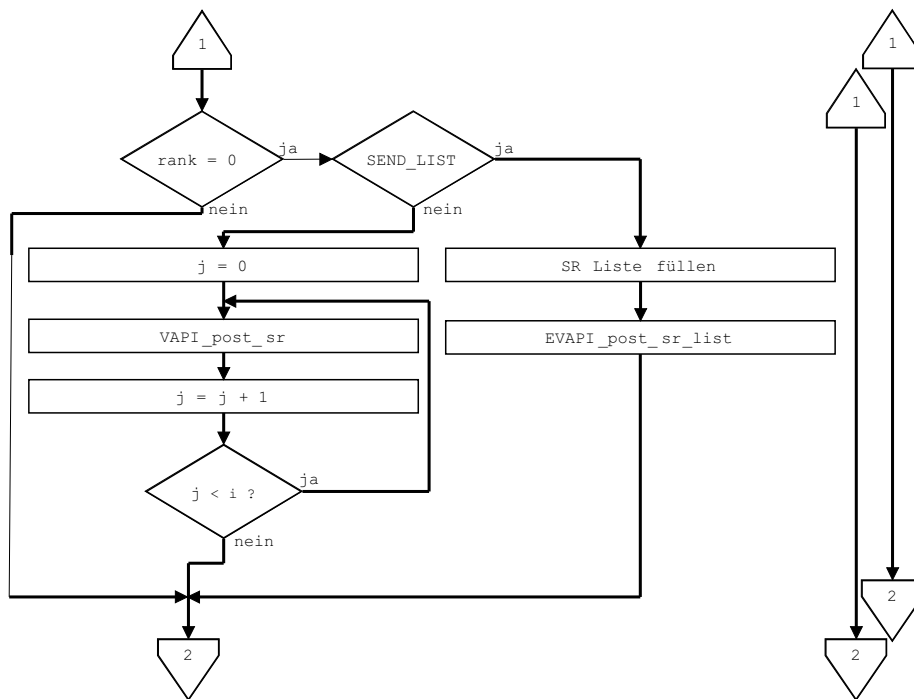 1
1
1
rank = 0
ja
SEND_LIST
ja
nein
nein
j = 0
SR Liste füllen
VAPI_post_sr
EVAPI_post_sr_list
j = j + 1
j < i ?
ja
nein
2
2
2